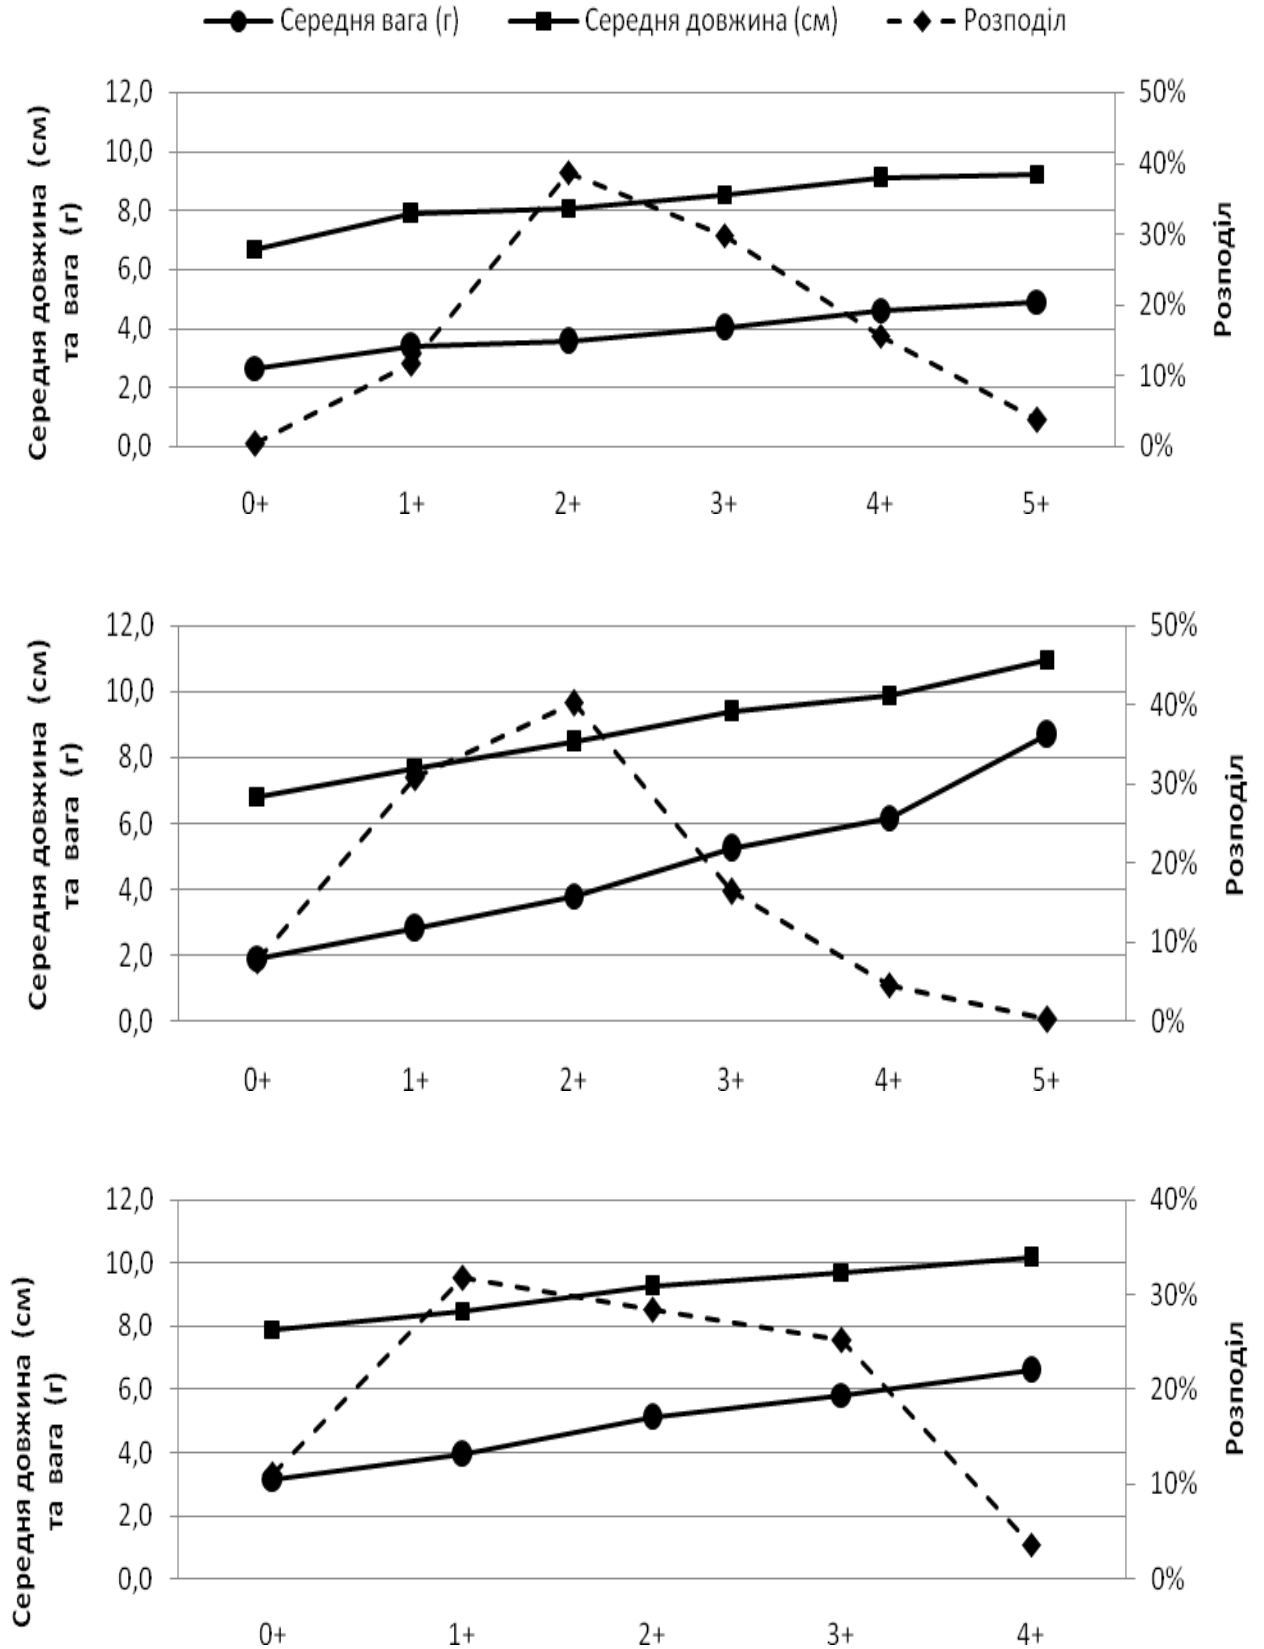 Середня вага (г) Середня довжина (см) Розподіл
Середня довжина (см)
та вага (г)
12,0
10,0
8,0
6,0
4,0
2,0
0,0
50%
40%
30%
20%
10%
0%
Розподіл
0+ 1+ 2+ 3+ 4+ 5+
Середня довжина (см)
та вага (г)
12,0
10,0
8,0
6,0
4,0
2,0
0,0
50%
40%
30%
20%
10%
0%
Розподіл
0+ 1+ 2+ 3+ 4+ 5+
Середня довжина (см)
та вага (г)
12,0
10,0
8,0
6,0
4,0
2,0
0,0
40%
30%
20%
10%
0%
Розподіл
0+ 1+ 2+ 3+ 4+